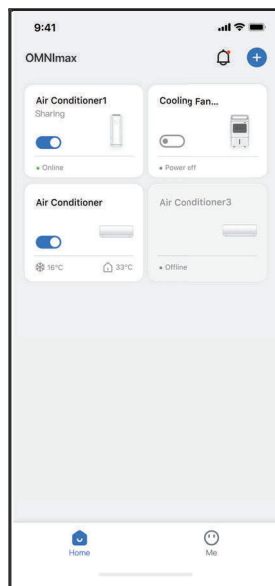 9:41
OMNImax
Air Conditioner1
Sharing
• Online
Cooling Fan...
• Power off
Air Conditioner
16°C 33°C
Air Conditioner3
• Offline
Home
Me